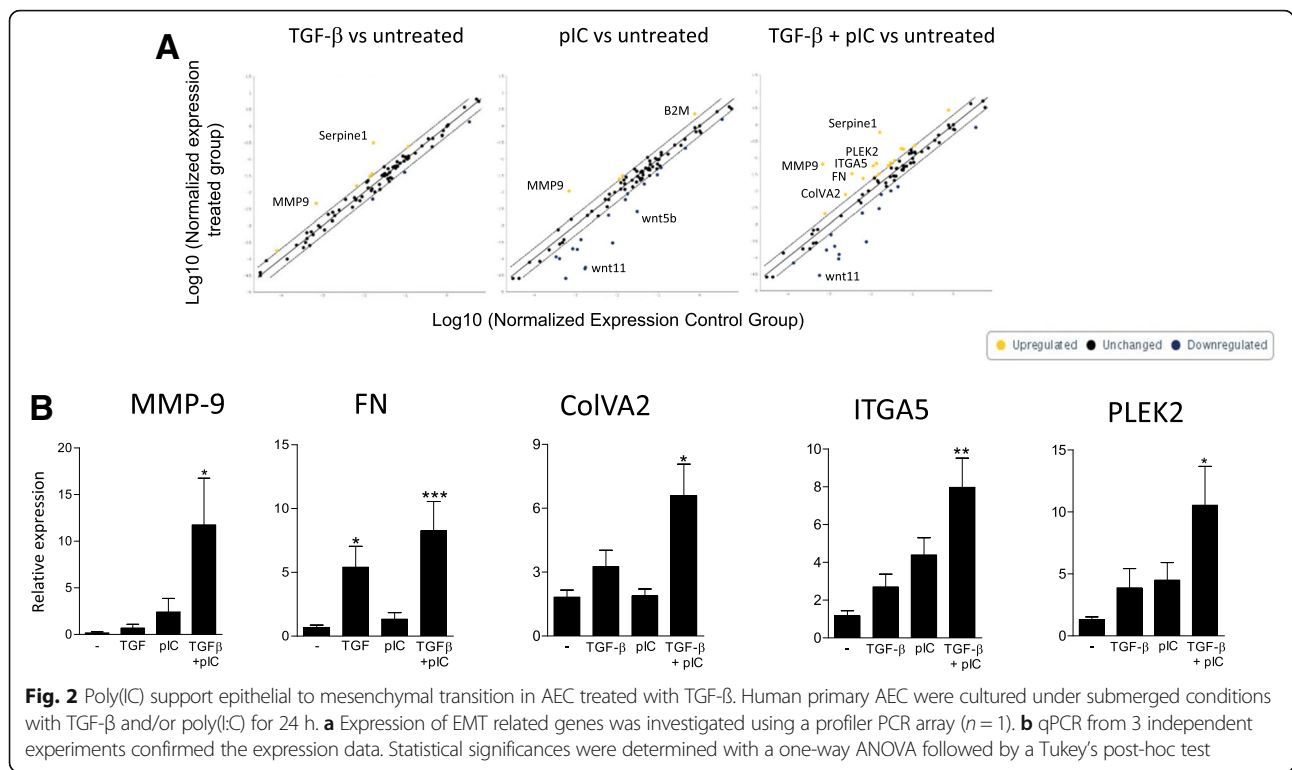 A
TGF-β vs untreated
pIC vs untreated
TGF-β + pIC vs untreated
Log10 (Normalized expression
treated group)
Serpine1
MMP9
B2M
MMP9
wnt5b
wnt11
Serpine1
PLEK2
MMP9
ITGA5
FN
ColVA2
wnt11
Log10 (Normalized Expression Control Group)
Upregulated Unchanged Downregulated
B
MMP-9
FN
ColVA2
ITGA5
PLEK2
Relative expression
20
15
10
5
0
*
- TGF pIC TGFβ
+pIC
15
10
5
0
*
***
- TGF pIC TGFβ
+pIC
9
6
3
0
*
- TGF-β pIC TGF-β
+ pIC
10
8
6
4
2
0
**
- TGF-β pIC TGF-β
+ pIC
15
10
5
0
*
- TGF-β pIC TGF-β
+ pIC
Fig. 2 Poly(IC) support epithelial to mesenchymal transition in AEC treated with TGF-ß. Human primary AEC were cultured under submerged conditions
with TGF-β and/or poly(I:C) for 24 h. a Expression of EMT related genes was investigated using a profiler PCR array (n = 1). b qPCR from 3 independent
experiments confirmed the expression data. Statistical significances were determined with a one-way ANOVA followed by a Tukey's post-hoc test